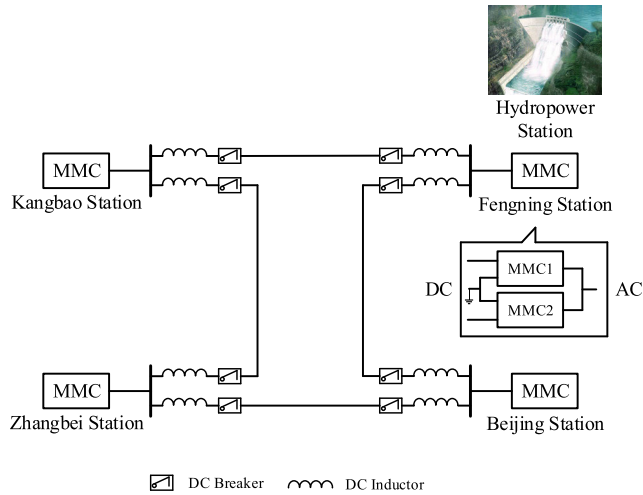 Hydropower
Station
MMC
Kangbao Station
MMC
Fengning Station
DC
MMC1
MMC2
AC
MMC
Zhangbei Station
MMC
Beijing Station
DC Breaker
DC Inductor